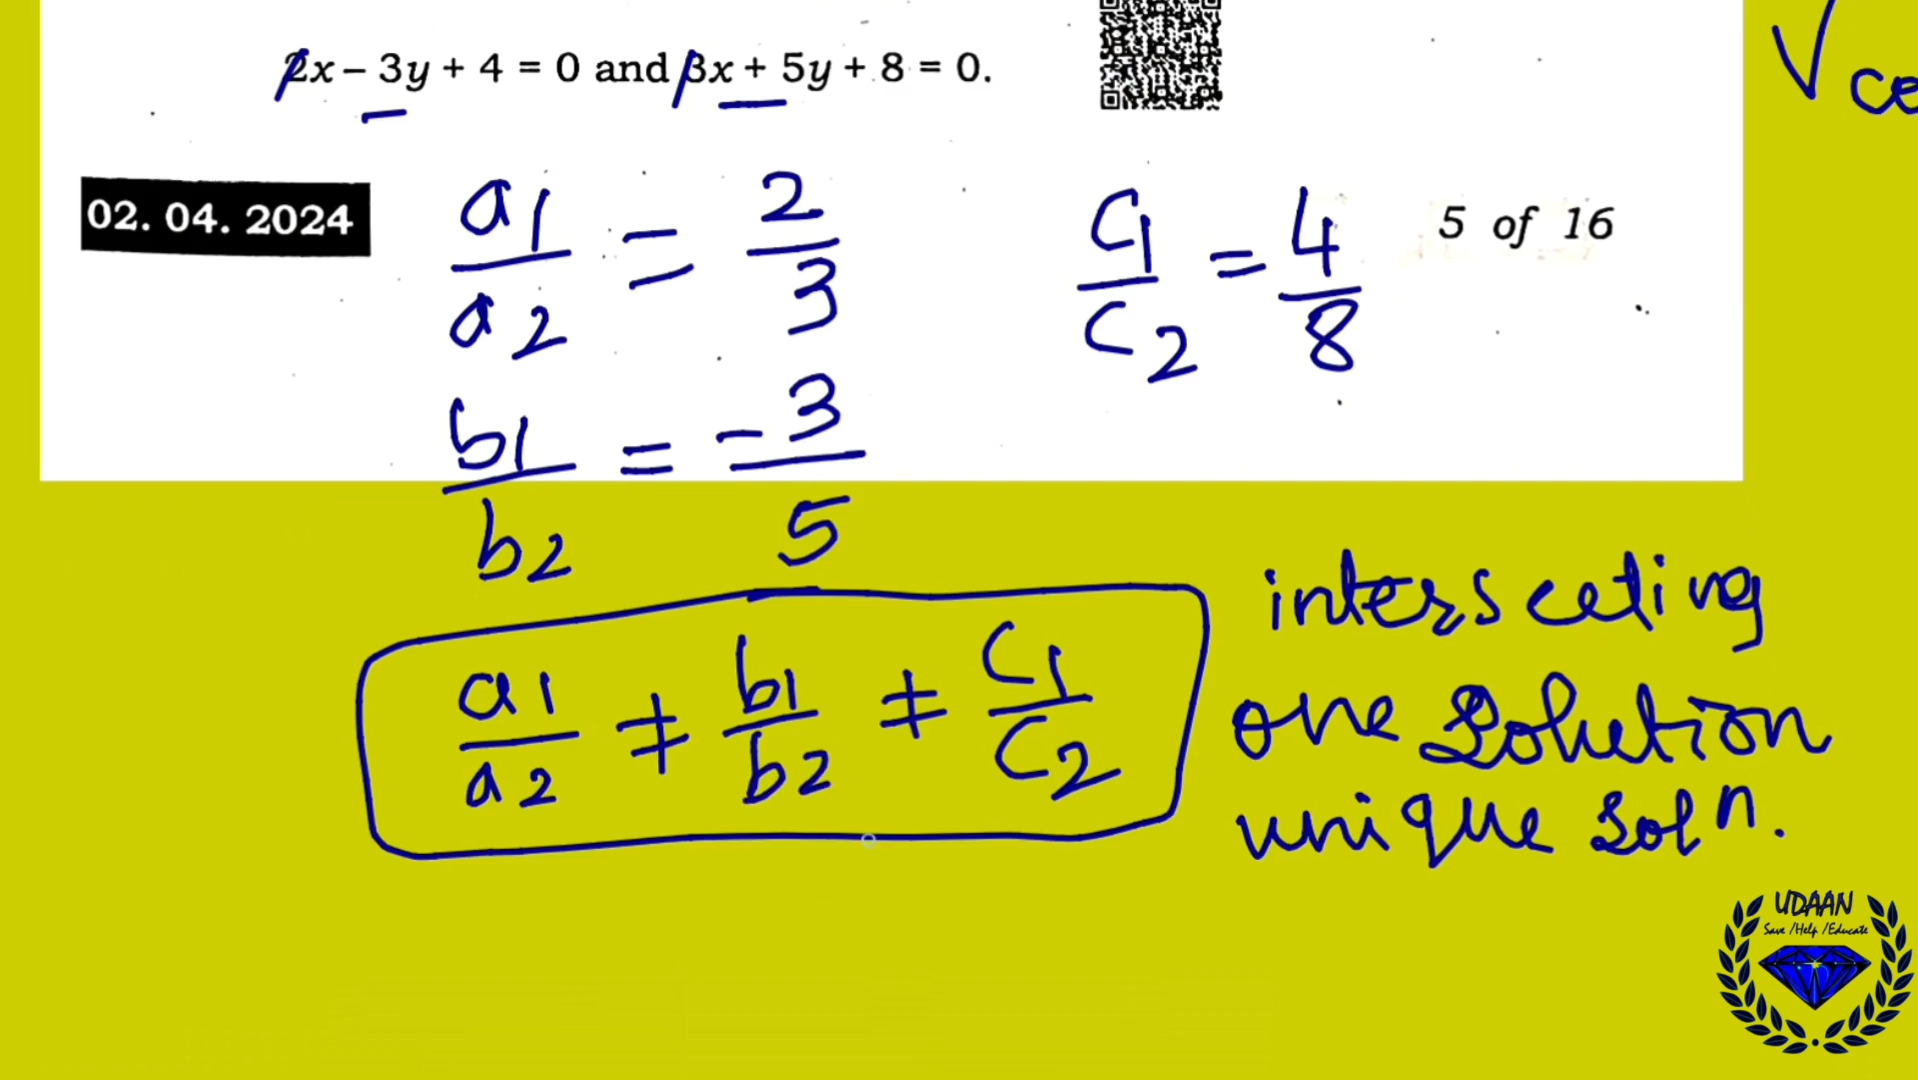 2x – 3y + 4 = 0 and 3x + 5y + 8 = 0.
02. 04. 2024
5 of 16
a1/a2 = 2/3
c1/c2 = 4/8
b1/b2 = -3/5
a1/a2 ≠ b1/b2 ≠ c1/c2
intersceting
one solution
unique soln.
UDAAN
Save /Help /Educate